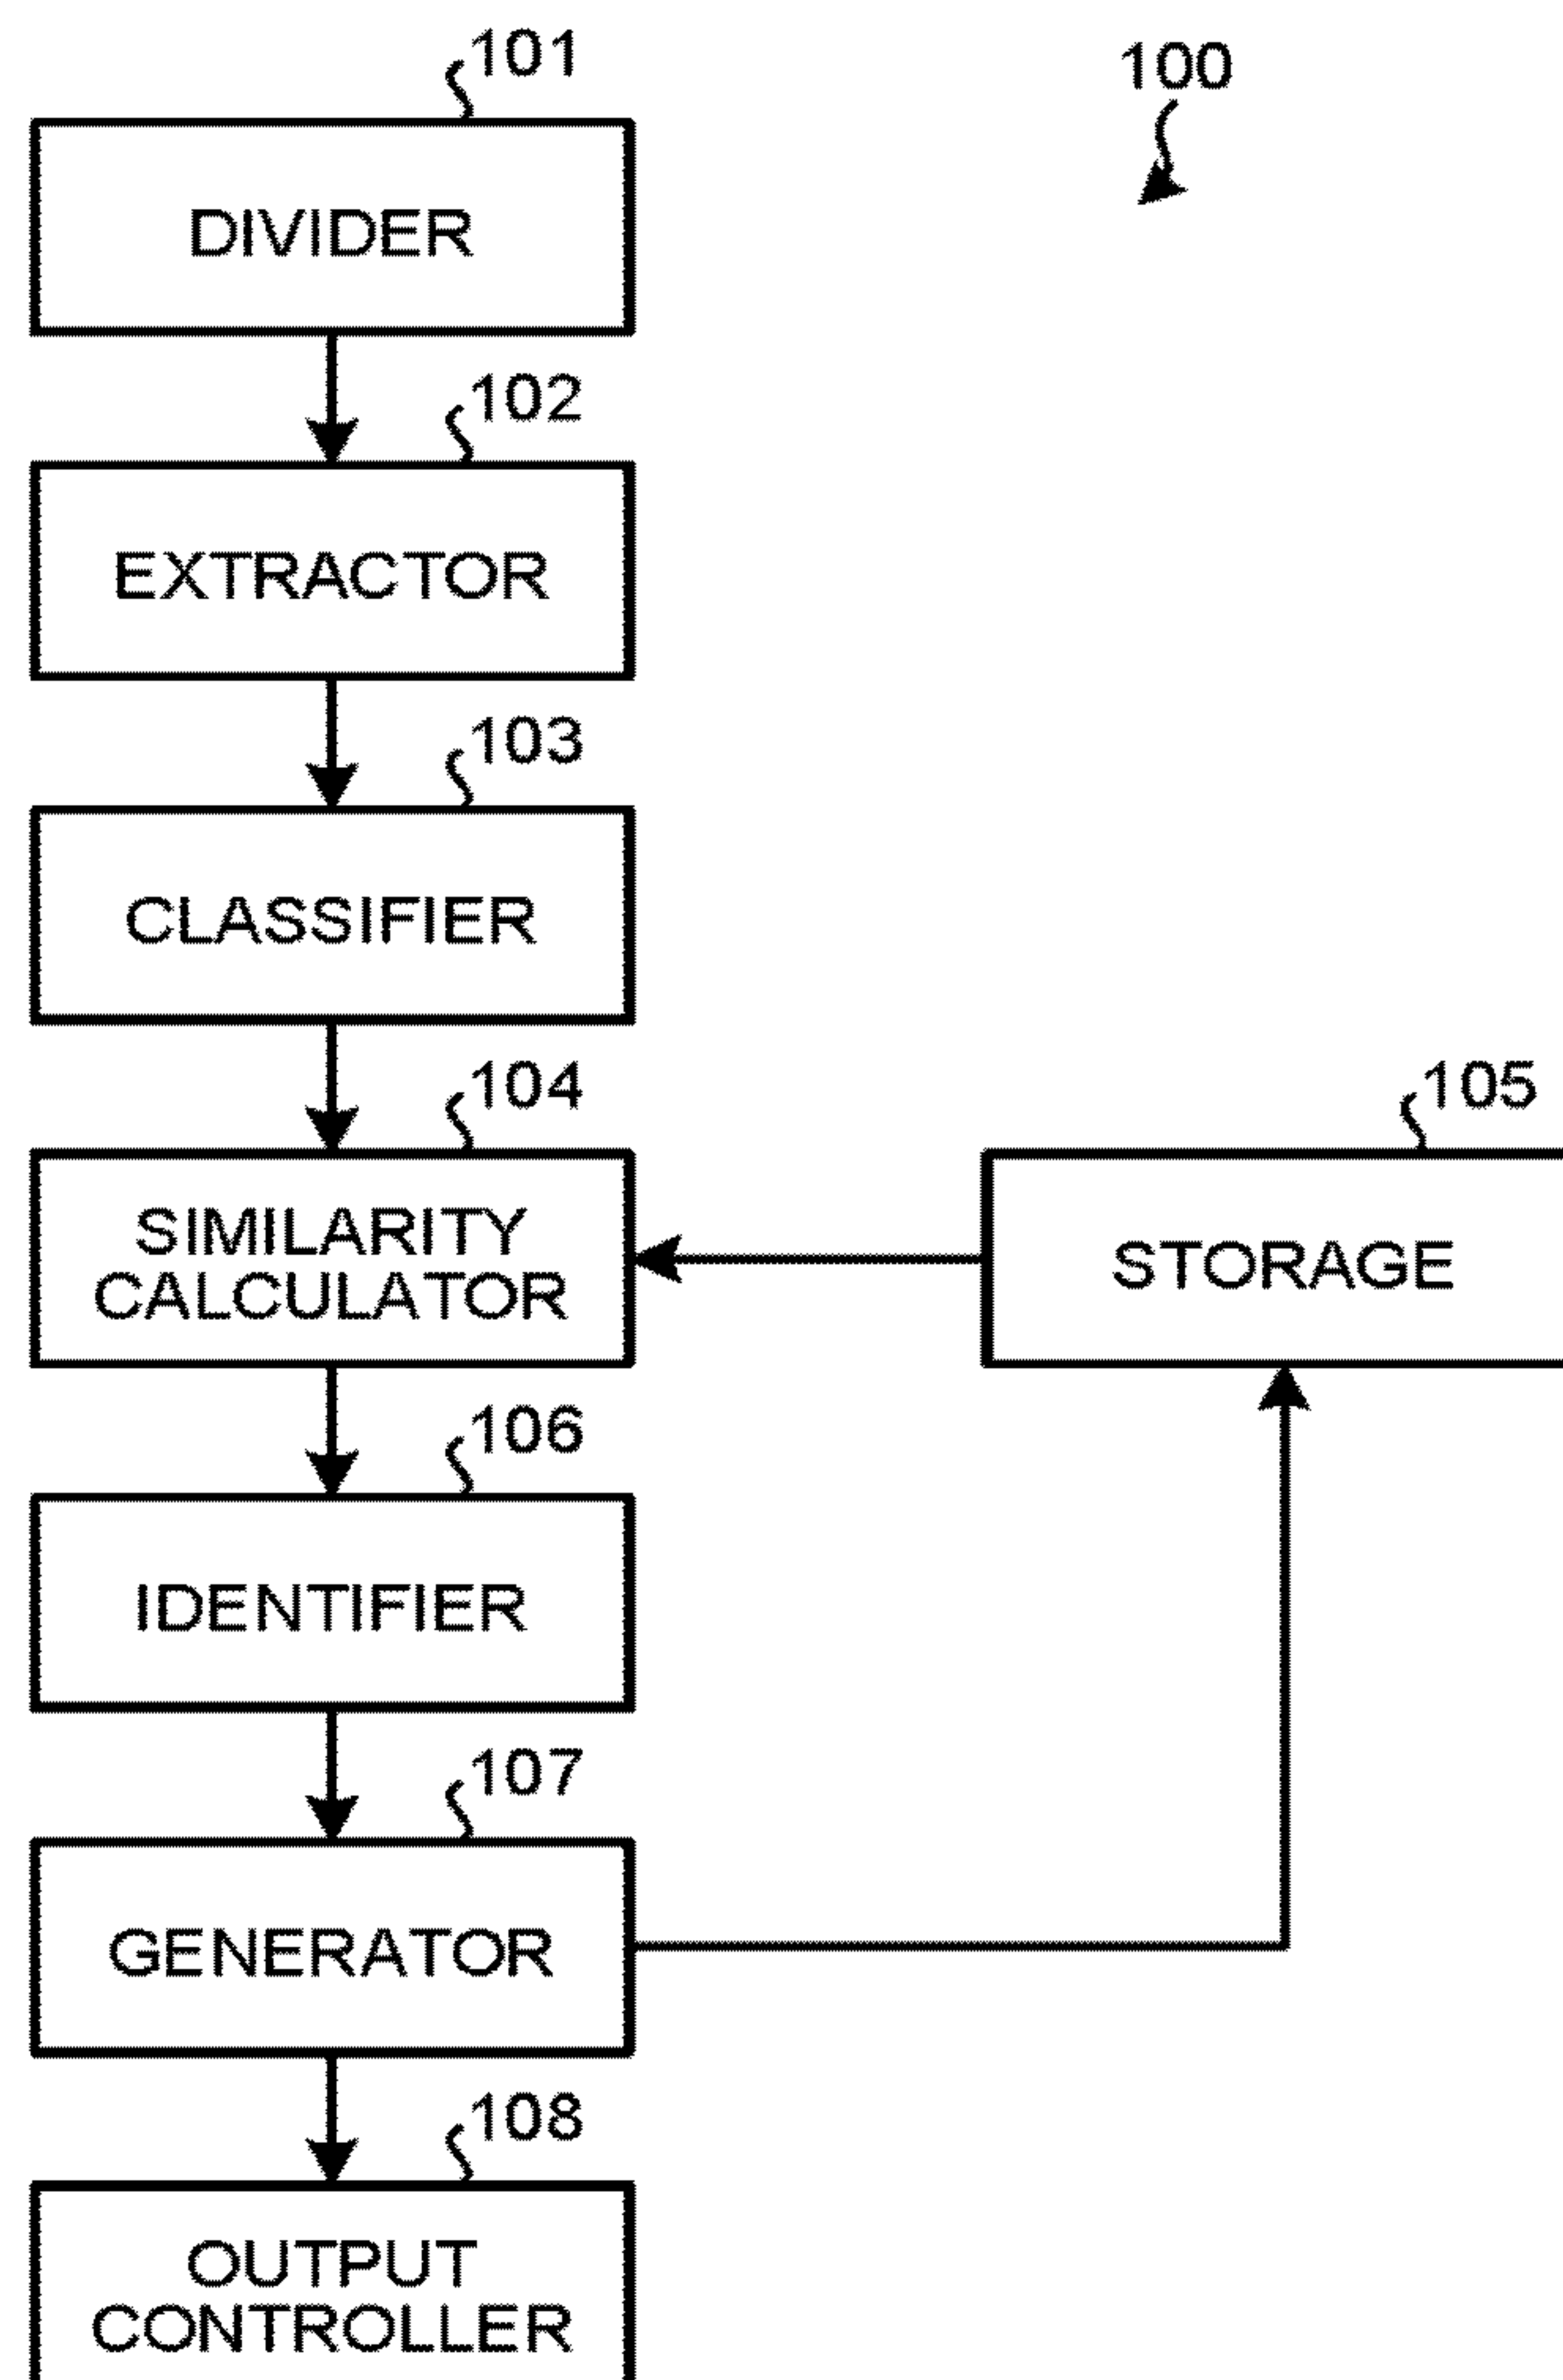 101
100
DIVIDER
102
EXTRACTOR
103
CLASSIFIER
104
105
SIMILARITY
CALCULATOR
STORAGE
106
IDENTIFIER
107
GENERATOR
108
OUTPUT
CONTROLLER